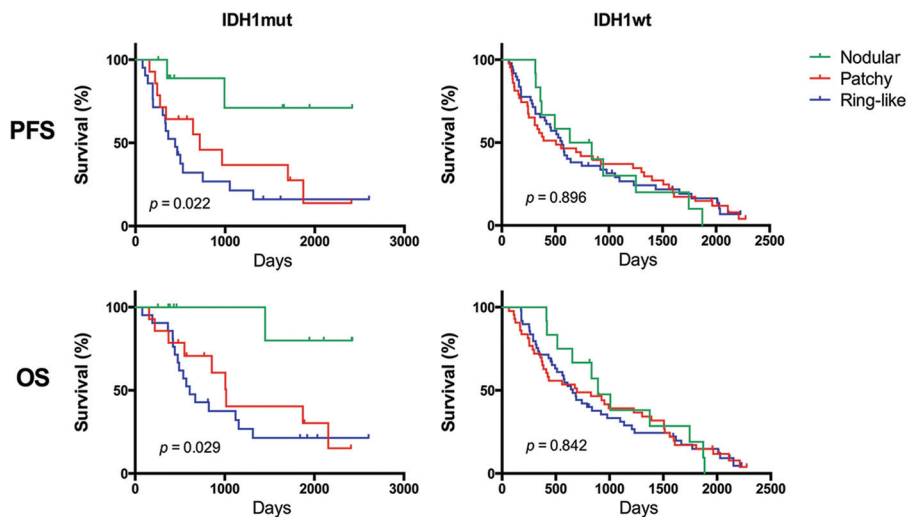 IDH1mut
IDH1wt
Nodular
Patchy
Ring-like
PFS
Survival (%)
100
50
0
p = 0.022
0 1000 2000 3000
Days
Survival (%)
100
50
0
p = 0.896
0 500 1000 1500 2000 2500
Days
OS
Survival (%)
100
50
0
p = 0.029
0 1000 2000 3000
Days
Survival (%)
100
50
0
p = 0.842
0 500 1000 1500 2000 2500
Days